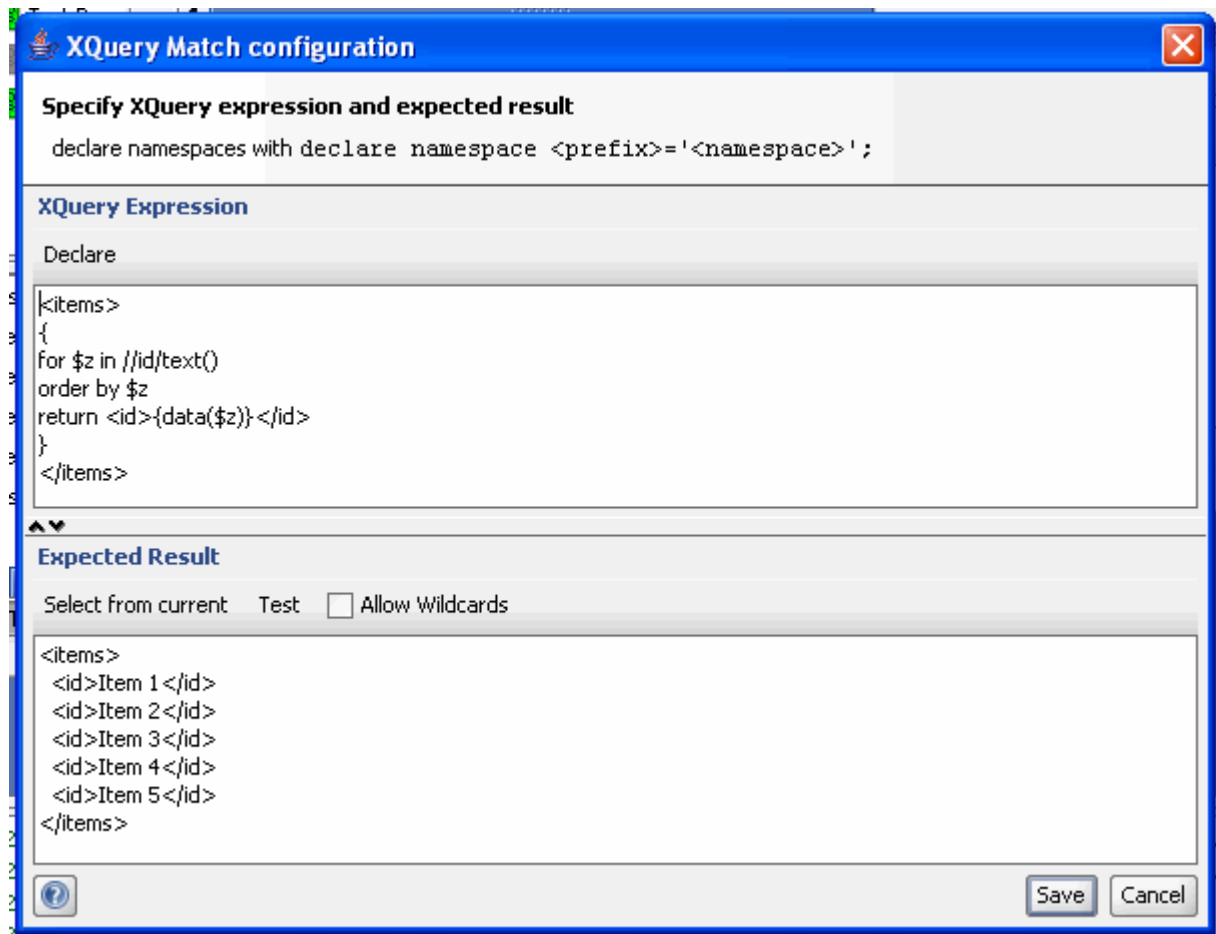 XQuery Match configuration
Specify XQuery expression and expected result
declare namespaces with declare namespace <prefix>='<namespace>';
XQuery Expression
Declare
<items>
{
for $z in //id/text()
order by $z
return <id>{data($z)}</id>
}
</items>
Expected Result
Select from current Test Allow Wildcards
<items>
<id>Item 1</id>
<id>Item 2</id>
<id>Item 3</id>
<id>Item 4</id>
<id>Item 5</id>
</items>
Save Cancel